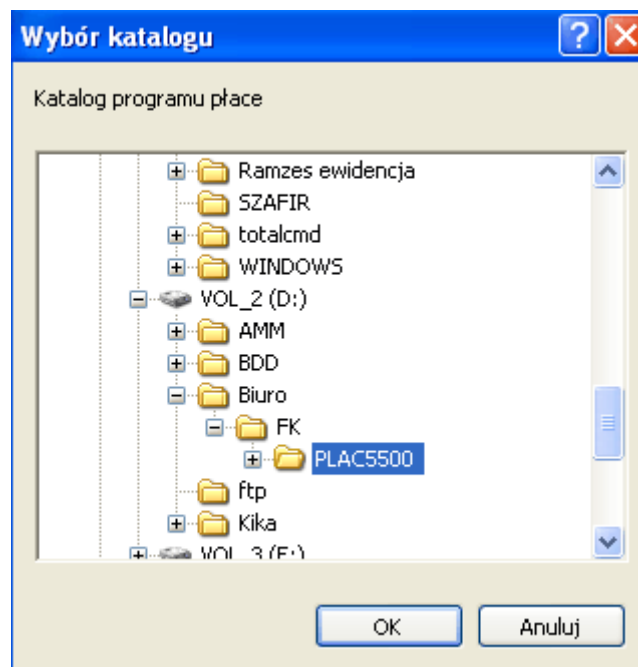 Wybór katalogu
Katalog programu płace
Ramzes ewidencja
SZAFIR
totalcmd
WINDOWS
VOL_2 (D:)
AMM
BDD
Biuro
FK
PLAC5500
ftp
Kika
VOL_3 (E:)
OK Anuluj